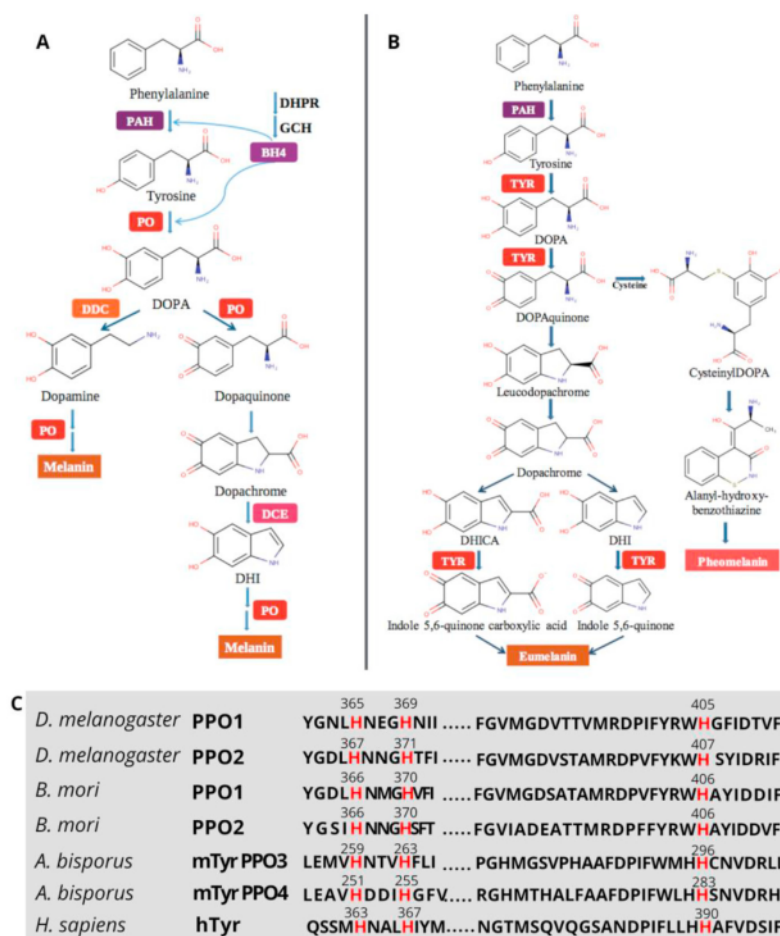 A
Phenylalanine
PAH
DHPR
GCH
BH4
Tyrosine
PO
DOPA
DDC
PO
Dopamine
Dopaquinone
PO
Melanin
Dopachrome
DCE
DHI
PO
Melanin
B
Phenylalanine
PAH
Tyrosine
TYR
DOPA
TYR
Cysteine
DOPAquinone
CysteinylDOPA
Leucodopachrome
Dopachrome
Alanyl-hydroxy-
benzothiazine
DHICA
DHI
TYR
TYR
Pheomelanin
Indole 5,6-quinone carboxylic acid
Indole 5,6-quinone
Eumelanin
C
365 369 405
D. melanogaster PPO1 YGNLHNEGHNII ..... FGVMGDVTTVMRDPIFYRWHGFIDTVF
367 371 407
D. melanogaster PPO2 YGDLHNNGHTFI ..... FGVMGDVSTAMRDPVFYKWH SYIDRIF
366 370 406
B. mori PPO1 YGDLHNMGHVFI ..... FGVMGDSATAMRDPVFYRWHAYIDDIF
366 370 406
B. mori PPO2 YGSIHNNGHSFT ..... FGVIADEATTMRDPFFYRWHAYIDDVF
259 263 296
A. bisporus mTyr PPO3 LEMVHNTVHFLI ..... PGHMGSVPHAAFDPIFWMHHCNVDRLI
251 255 283
A. bisporus mTyr PPO4 LEAVHDDIHGFV ..... RGHMTHALFAAFDPIFWLHHSNVDRH
363 367 390
H. sapiens hTyr QSSMHNALHIYM ..... NGTMSQVQGSANDPIFLLHHAFVDSIF